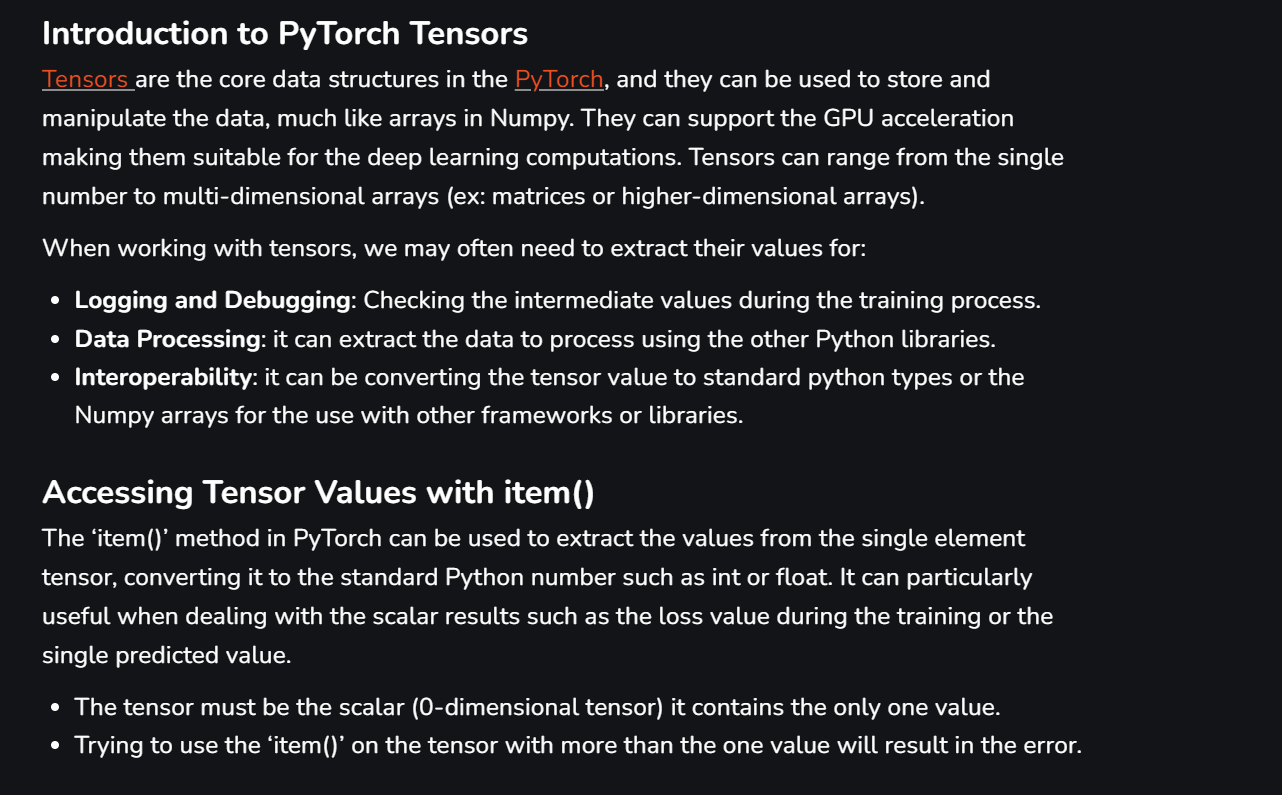 Introduction to PyTorch Tensors
Tensors are the core data structures in the PyTorch, and they can be used to store and
manipulate the data, much like arrays in Numpy. They can support the GPU acceleration
making them suitable for the deep learning computations. Tensors can range from the single
number to multi-dimensional arrays (ex: matrices or higher-dimensional arrays).
When working with tensors, we may often need to extract their values for:
• Logging and Debugging: Checking the intermediate values during the training process.
• Data Processing: it can extract the data to process using the other Python libraries.
• Interoperability: it can be converting the tensor value to standard python types or the
Numpy arrays for the use with other frameworks or libraries.
Accessing Tensor Values with item()
The ‘item()’ method in PyTorch can be used to extract the values from the single element
tensor, converting it to the standard Python number such as int or float. It can particularly
useful when dealing with the scalar results such as the loss value during the training or the
single predicted value.
• The tensor must be the scalar (0-dimensional tensor) it contains the only one value.
• Trying to use the ‘item()’ on the tensor with more than the one value will result in the error.